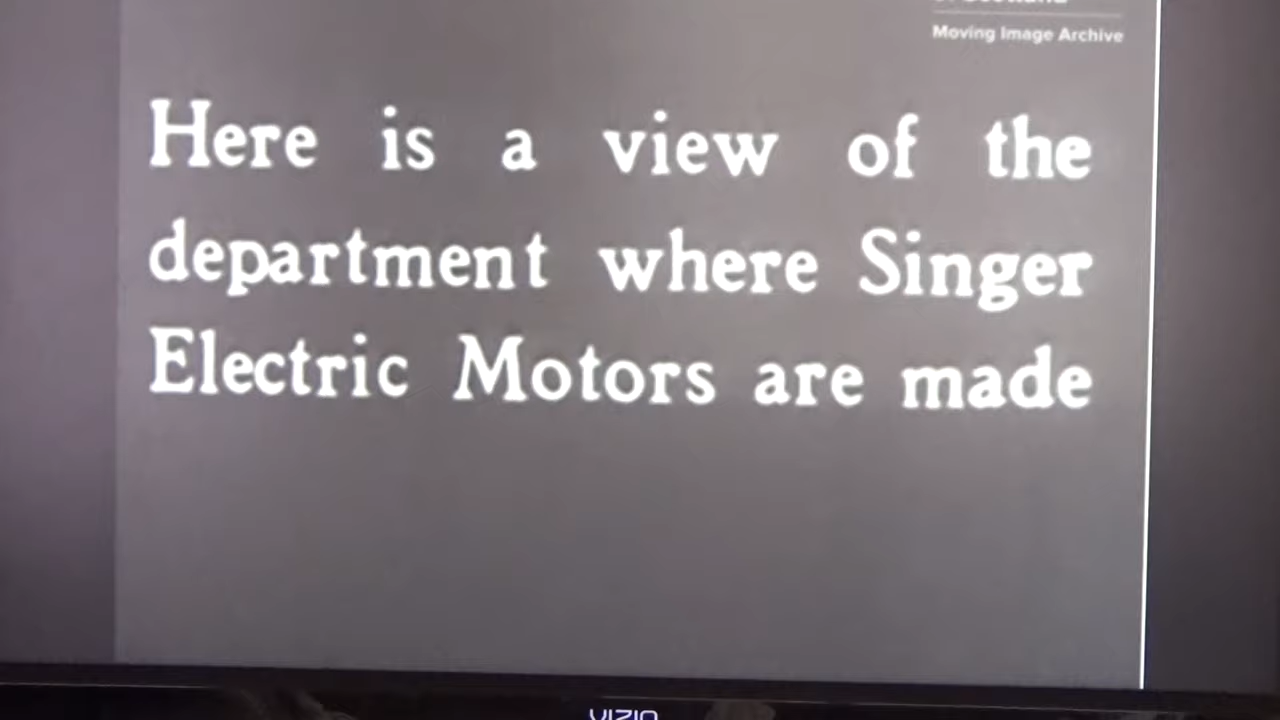 Moving Image Archive
Here is a view of the
department where Singer
Electric Motors are made
VIZIO